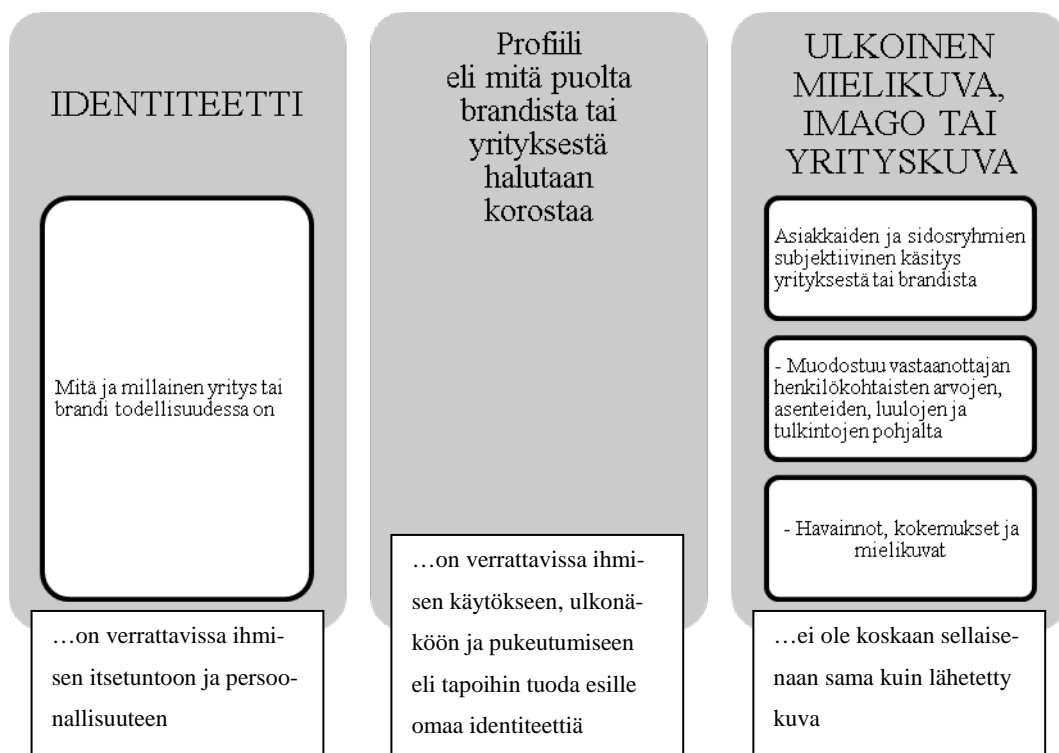 IDENTITEETTI
Mitä ja millainen yritys tai
brandi todellisuudessa on
…on verrattavissa ihmi-
sen itsetuntoon ja persoo-
nallisuuteen
Profiili
eli mitä puolta
brandista tai
yrityksestä
halutaan
korostaa
…on verrattavissa ihmi-
sen käytökseen, ulkonä-
köön ja pukeutumiseen
eli tapoihin tuoda esille
omaa identiteettiä
ULKOINEN
MIELIKUVA,
IMAGO TAI
YRITYSKUVA
Asiakkaiden ja sidosryhmien
subjektiivinen käsitys
yrityksestä tai brandista
- Muodostuu vastaanottajan
henkilökohtaisten arvojen,
asenteiden, luulojen ja
tulkintojen pohjalta
- Havainnot, kokemukset ja
mielikuvat
…ei ole koskaan sellaise-
naan sama kuin lähetetty
kuva